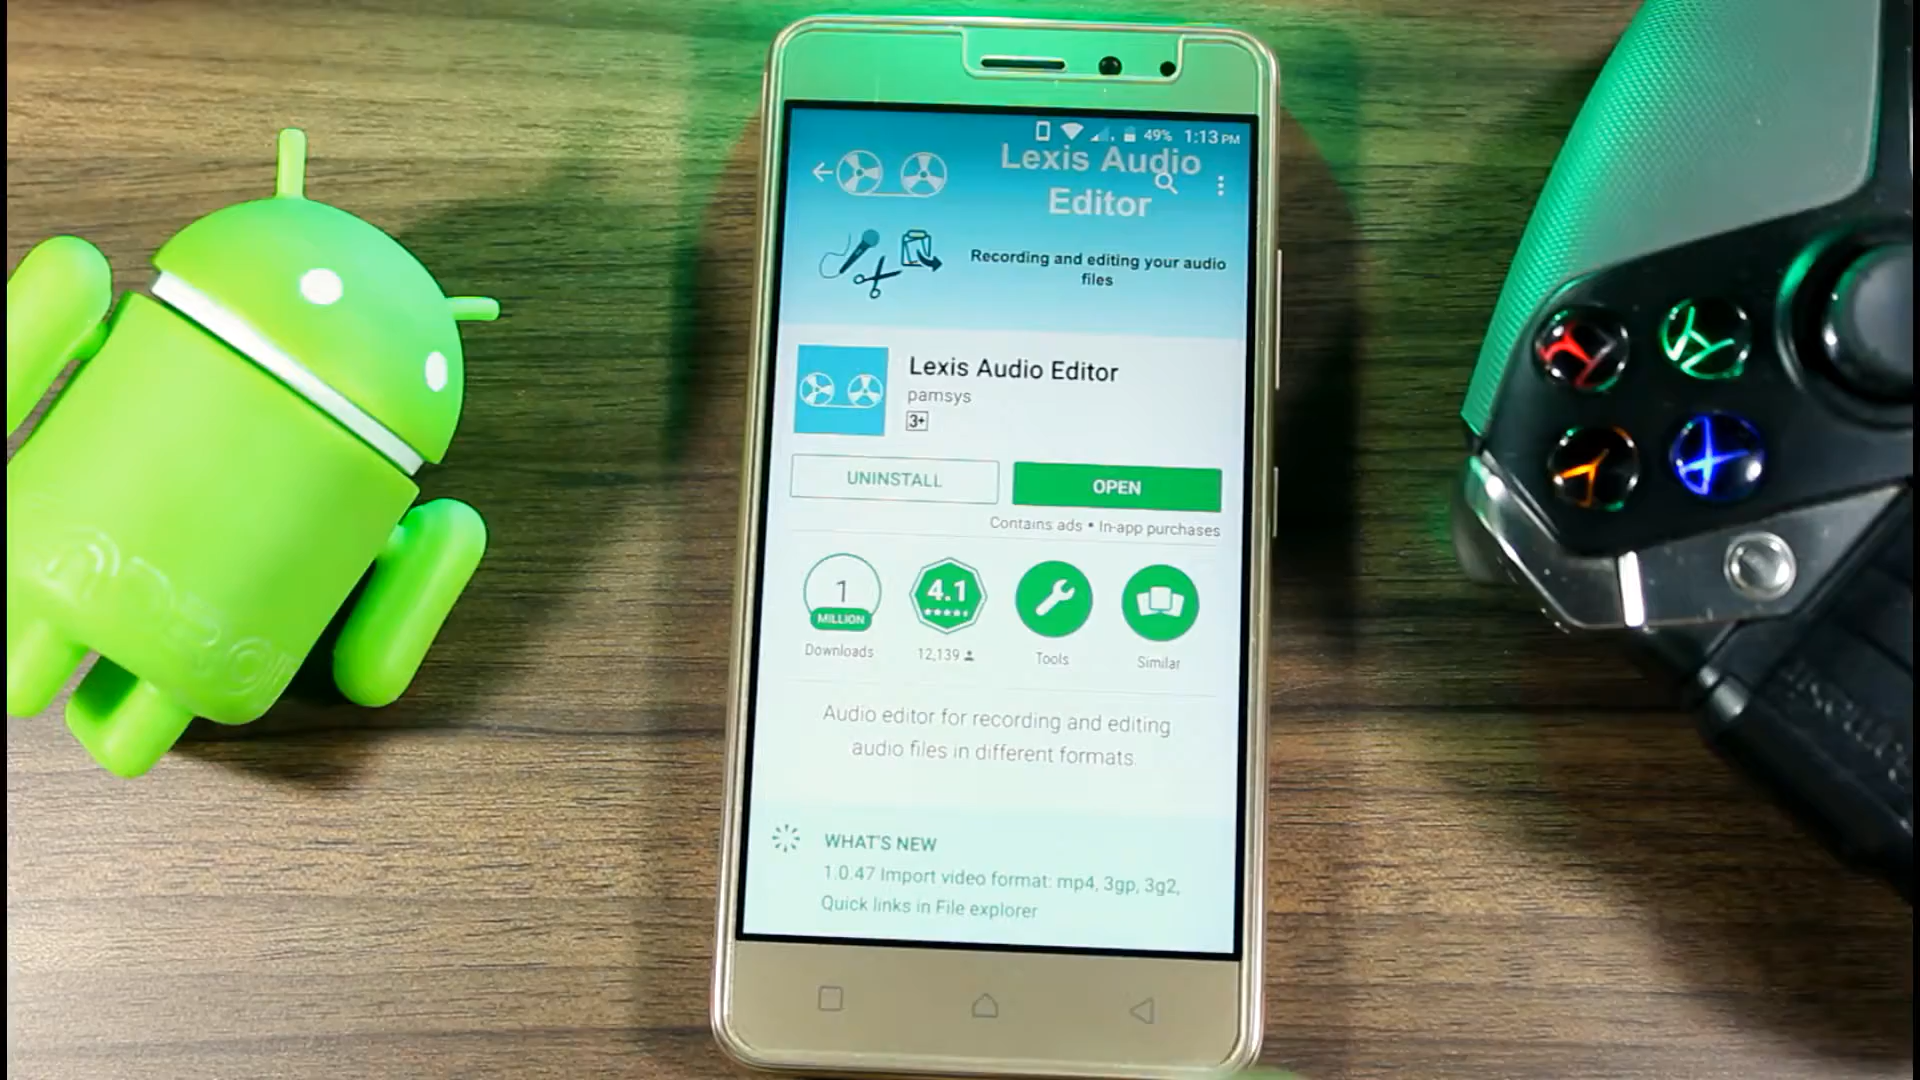 49% 1:13 PM
Lexis Audio
Editor
Recording and editing your audio
files
Lexis Audio Editor
pamsys
3+
UNINSTALL
OPEN
Contains ads • In-app purchases
1
MILLION
Downloads
4.1
12,139
Tools
Similar
Audio editor for recording and editing
audio files in different formats.
WHAT'S NEW
1.0.47 Import video format: mp4, 3gp, 3g2,
Quick links in File explorer